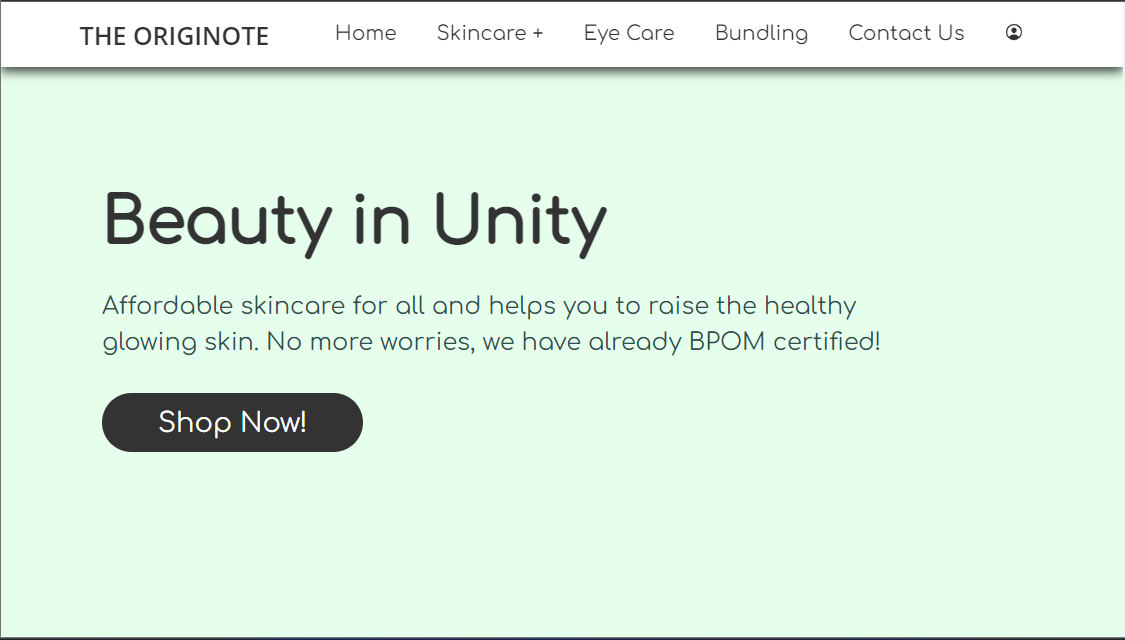 THE ORIGINOTE Home Skincare + Eye Care Bundling Contact Us
Beauty in Unity
Affordable skincare for all and helps you to raise the healthy
glowing skin. No more worries, we have already BPOM certified!
Shop Now!